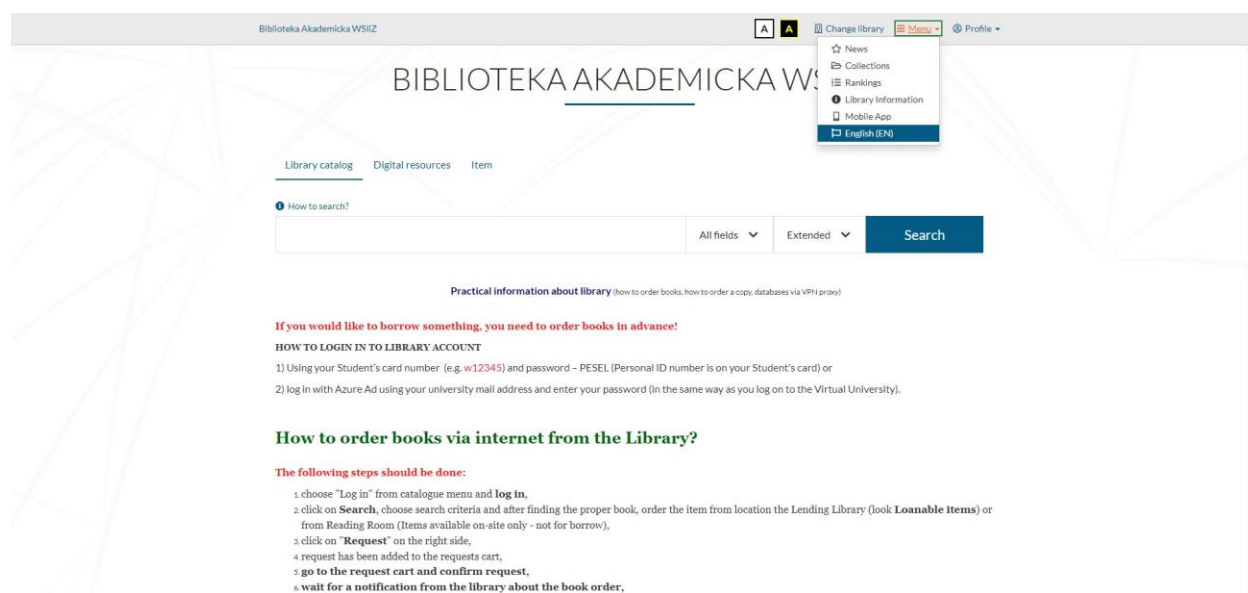 Biblioteka Akademicka WSIiZ
A A Change library Menu Profile
News
Collections
Rankings
Library Information
Mobile App
English (EN)
BIBLIOTEKA AKADEMICKA WS
Library catalog Digital resources Item
How to search?
All fields Extended Search
Practical information about library (how to order books, how to order a copy, databases via VPN proxy)
If you would like to borrow something, you need to order books in advance!
HOW TO LOGIN IN TO LIBRARY ACCOUNT
1) Using your Student's card number (e.g. w12345) and password – PESEL (Personal ID number is on your Student's card) or
2) log in with Azure Ad using your university mail address and enter your password (in the same way as you log on to the Virtual University).
How to order books via internet from the Library?
The following steps should be done:
1. choose "Log in" from catalogue menu and log in,
2. click on Search, choose search criteria and after finding the proper book, order the item from location the Lending Library (look Loanable items) or
from Reading Room (Items available on-site only - not for borrow),
3. click on "Request" on the right side,
4. request has been added to the requests cart,
5. go to the request cart and confirm request,
6. wait for a notification from the library about the book order,